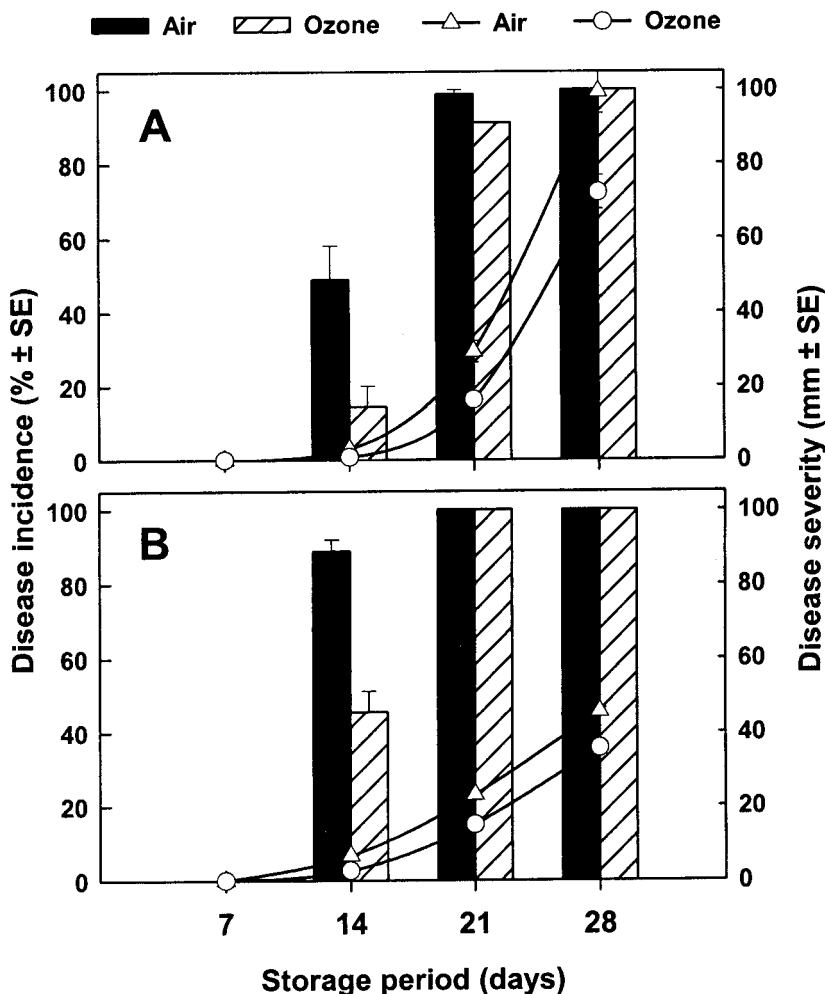 Air Ozone Air Ozone
A
100 100
80 80
60 60
40 40
20 20
0 0
B
100 100
80 80
60 60
40 40
20 20
0 0
Disease incidence (% ± SE)
Disease severity (mm ± SE)
7 14 21 28
Storage period (days)